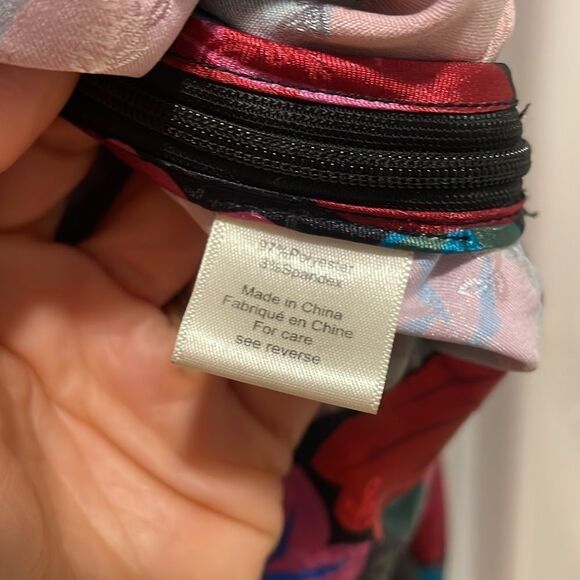 97%Polyester
3%Spandex
Made in China
Fabriqué en Chine
For care
see reverse